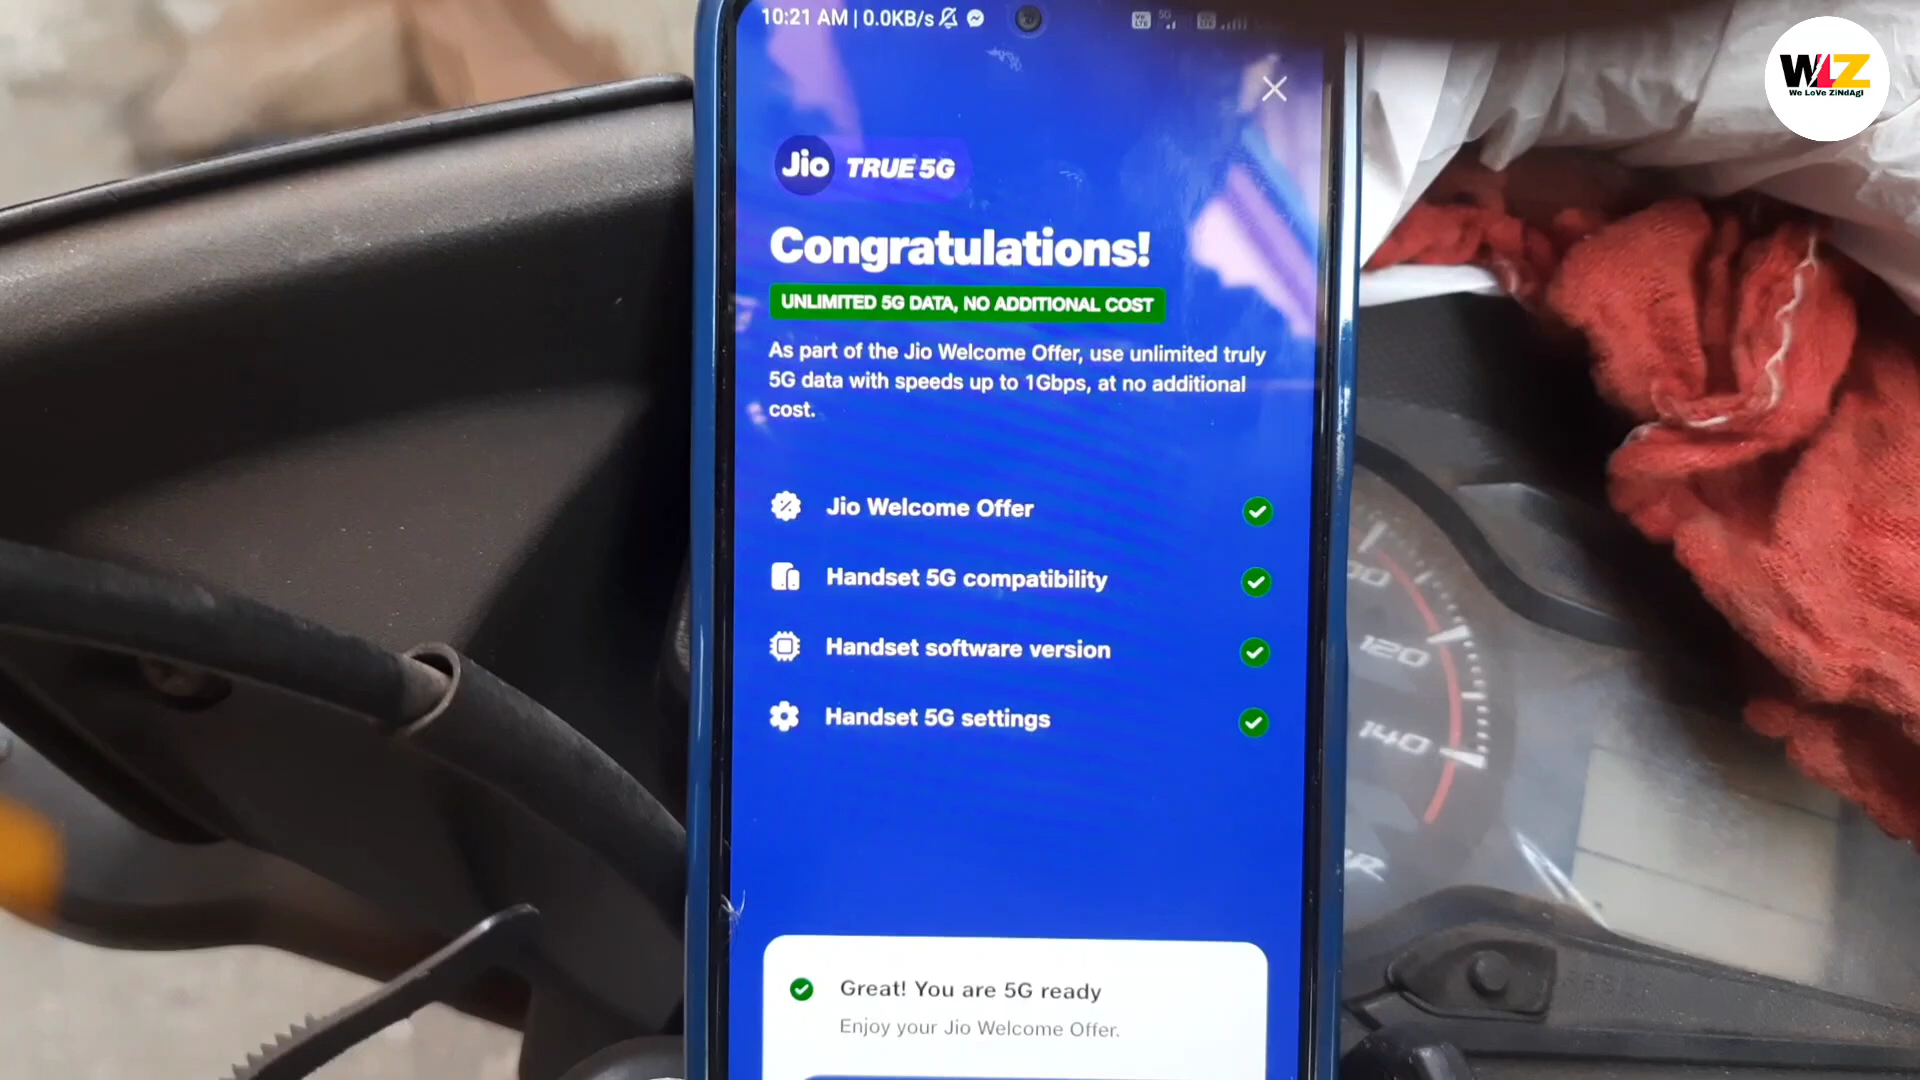 10:21 AM | 0.0KB/s
5G
WLZ
We LoVe ZiNdAgI
Jio TRUE 5G
Congratulations!
UNLIMITED 5G DATA, NO ADDITIONAL COST
As part of the Jio Welcome Offer, use unlimited truly
5G data with speeds up to 1Gbps, at no additional
cost.
Jio Welcome Offer
Handset 5G compatibility
Handset software version
Handset 5G settings
120
140
Great! You are 5G ready
Enjoy your Jio Welcome Offer.